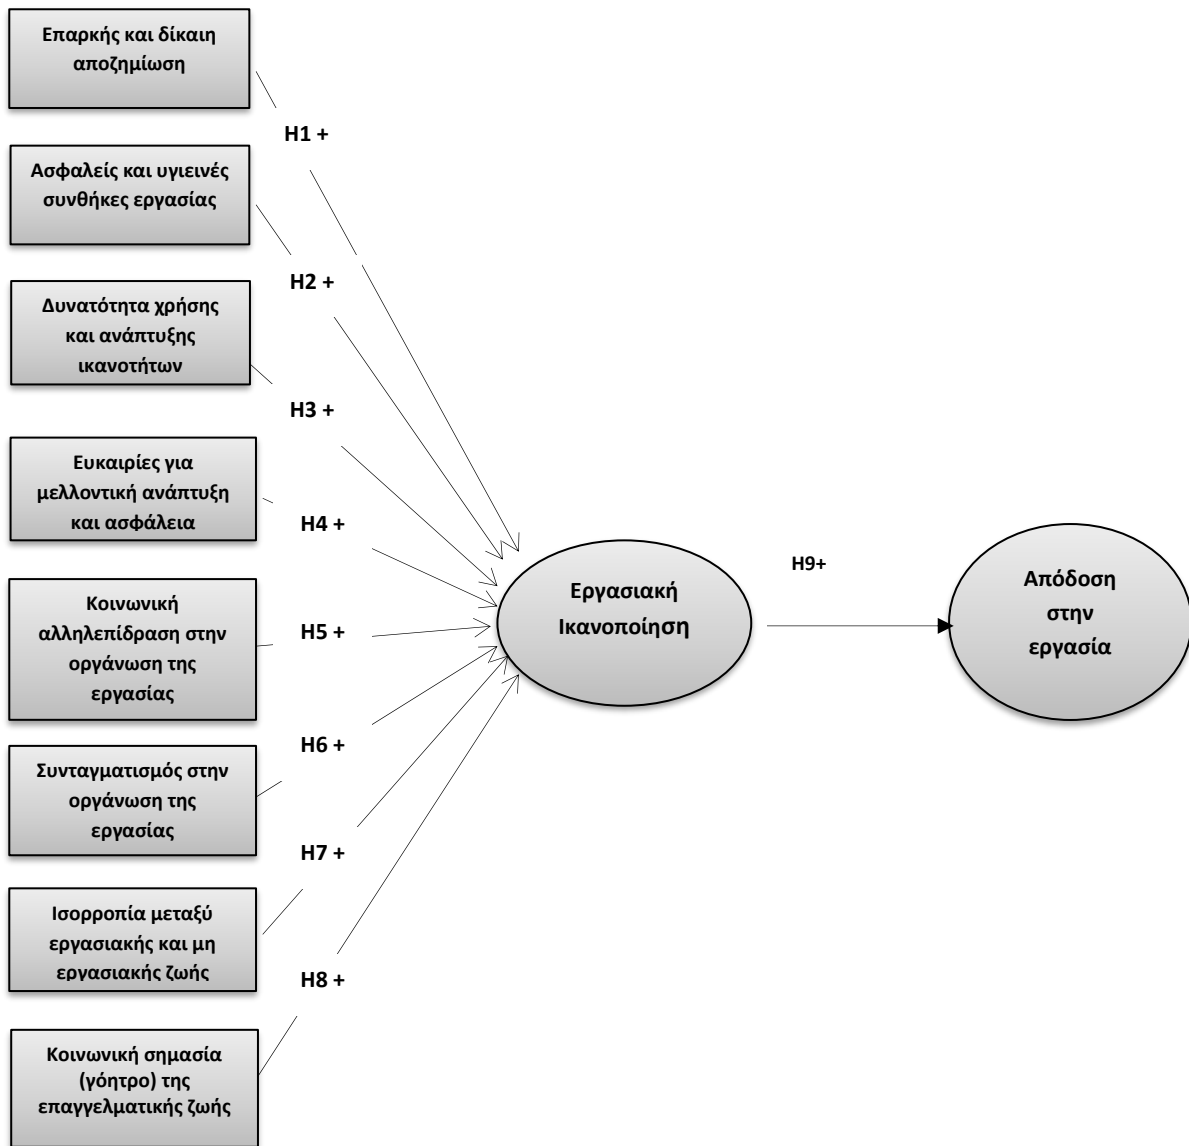 Επαρκής και δίκαιη
αποζημίωση
H1 +
Ασφαλείς και υγιεινές
συνθήκες εργασίας
H2 +
Δυνατότητα χρήσης
και ανάπτυξης
ικανοτήτων
H3 +
Ευκαιρίες για
μελλοντική ανάπτυξη
και ασφάλεια
H4 +
Κοινωνική
αλληλεπίδραση στην
οργάνωση της
εργασίας
H5 +
Συνταγματισμός στην
οργάνωση της
εργασίας
H6 +
Ισορροπία μεταξύ
εργασιακής και μη
εργασιακής ζωής
H7 +
Κοινωνική σημασία
(γόητρο) της
επαγγελματικής ζωής
H8 +
Εργασιακή
Ικανοποίηση
H9+
Απόδοση
στην
εργασία